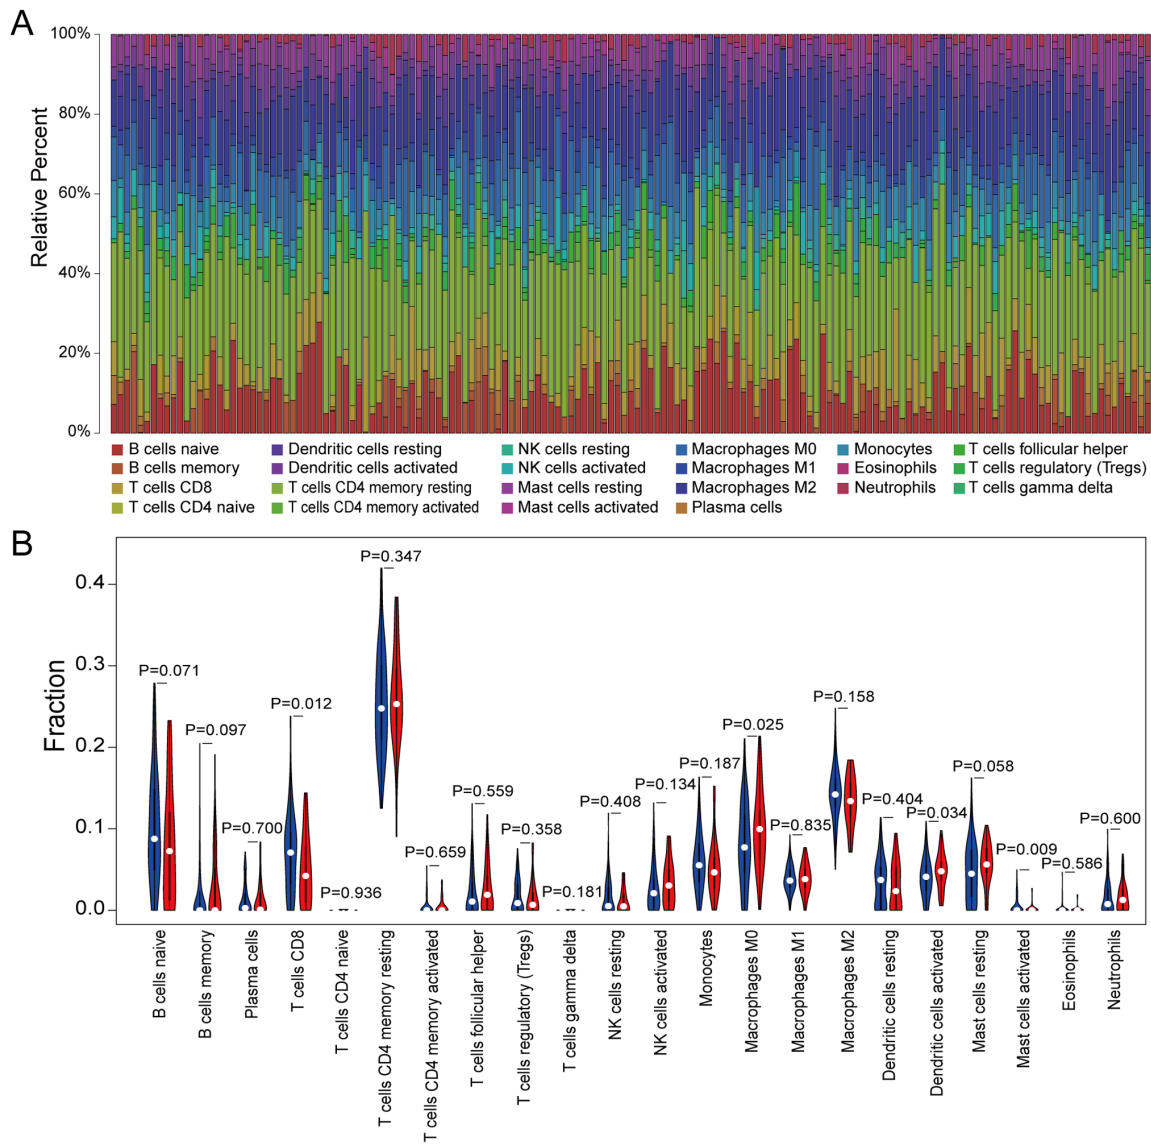 A
100%
80%
60%
40%
20%
0%
Relative Percent
B cells naive
Dendritic cells resting
NK cells resting
Macrophages M0
Monocytes
T cells follicular helper
B cells memory
Dendritic cells activated
NK cells activated
Macrophages M1
Eosinophils
T cells regulatory (Tregs)
T cells CD8
T cells CD4 memory resting
Mast cells resting
Macrophages M2
Neutrophils
T cells gamma delta
T cells CD4 naive
T cells CD4 memory activated
Mast cells activated
Plasma cells
B
0.4
0.3
0.2
0.1
0.0
Fraction
P=0.071
P=0.097
P=0.700
P=0.012
P=0.936
P=0.347
P=0.659
P=0.559
P=0.358
P=0.181
P=0.408
P=0.134
P=0.187
P=0.025
P=0.835
P=0.158
P=0.404
P=0.034
P=0.058
P=0.009
P=0.586
P=0.600
B cells naive
B cells memory
Plasma cells
T cells CD8
T cells CD4 naive
T cells CD4 memory resting
T cells CD4 memory activated
T cells follicular helper
T cells regulatory (Tregs)
T cells gamma delta
NK cells resting
NK cells activated
Monocytes
Macrophages M0
Macrophages M1
Macrophages M2
Dendritic cells resting
Dendritic cells activated
Mast cells resting
Mast cells activated
Eosinophils
Neutrophils